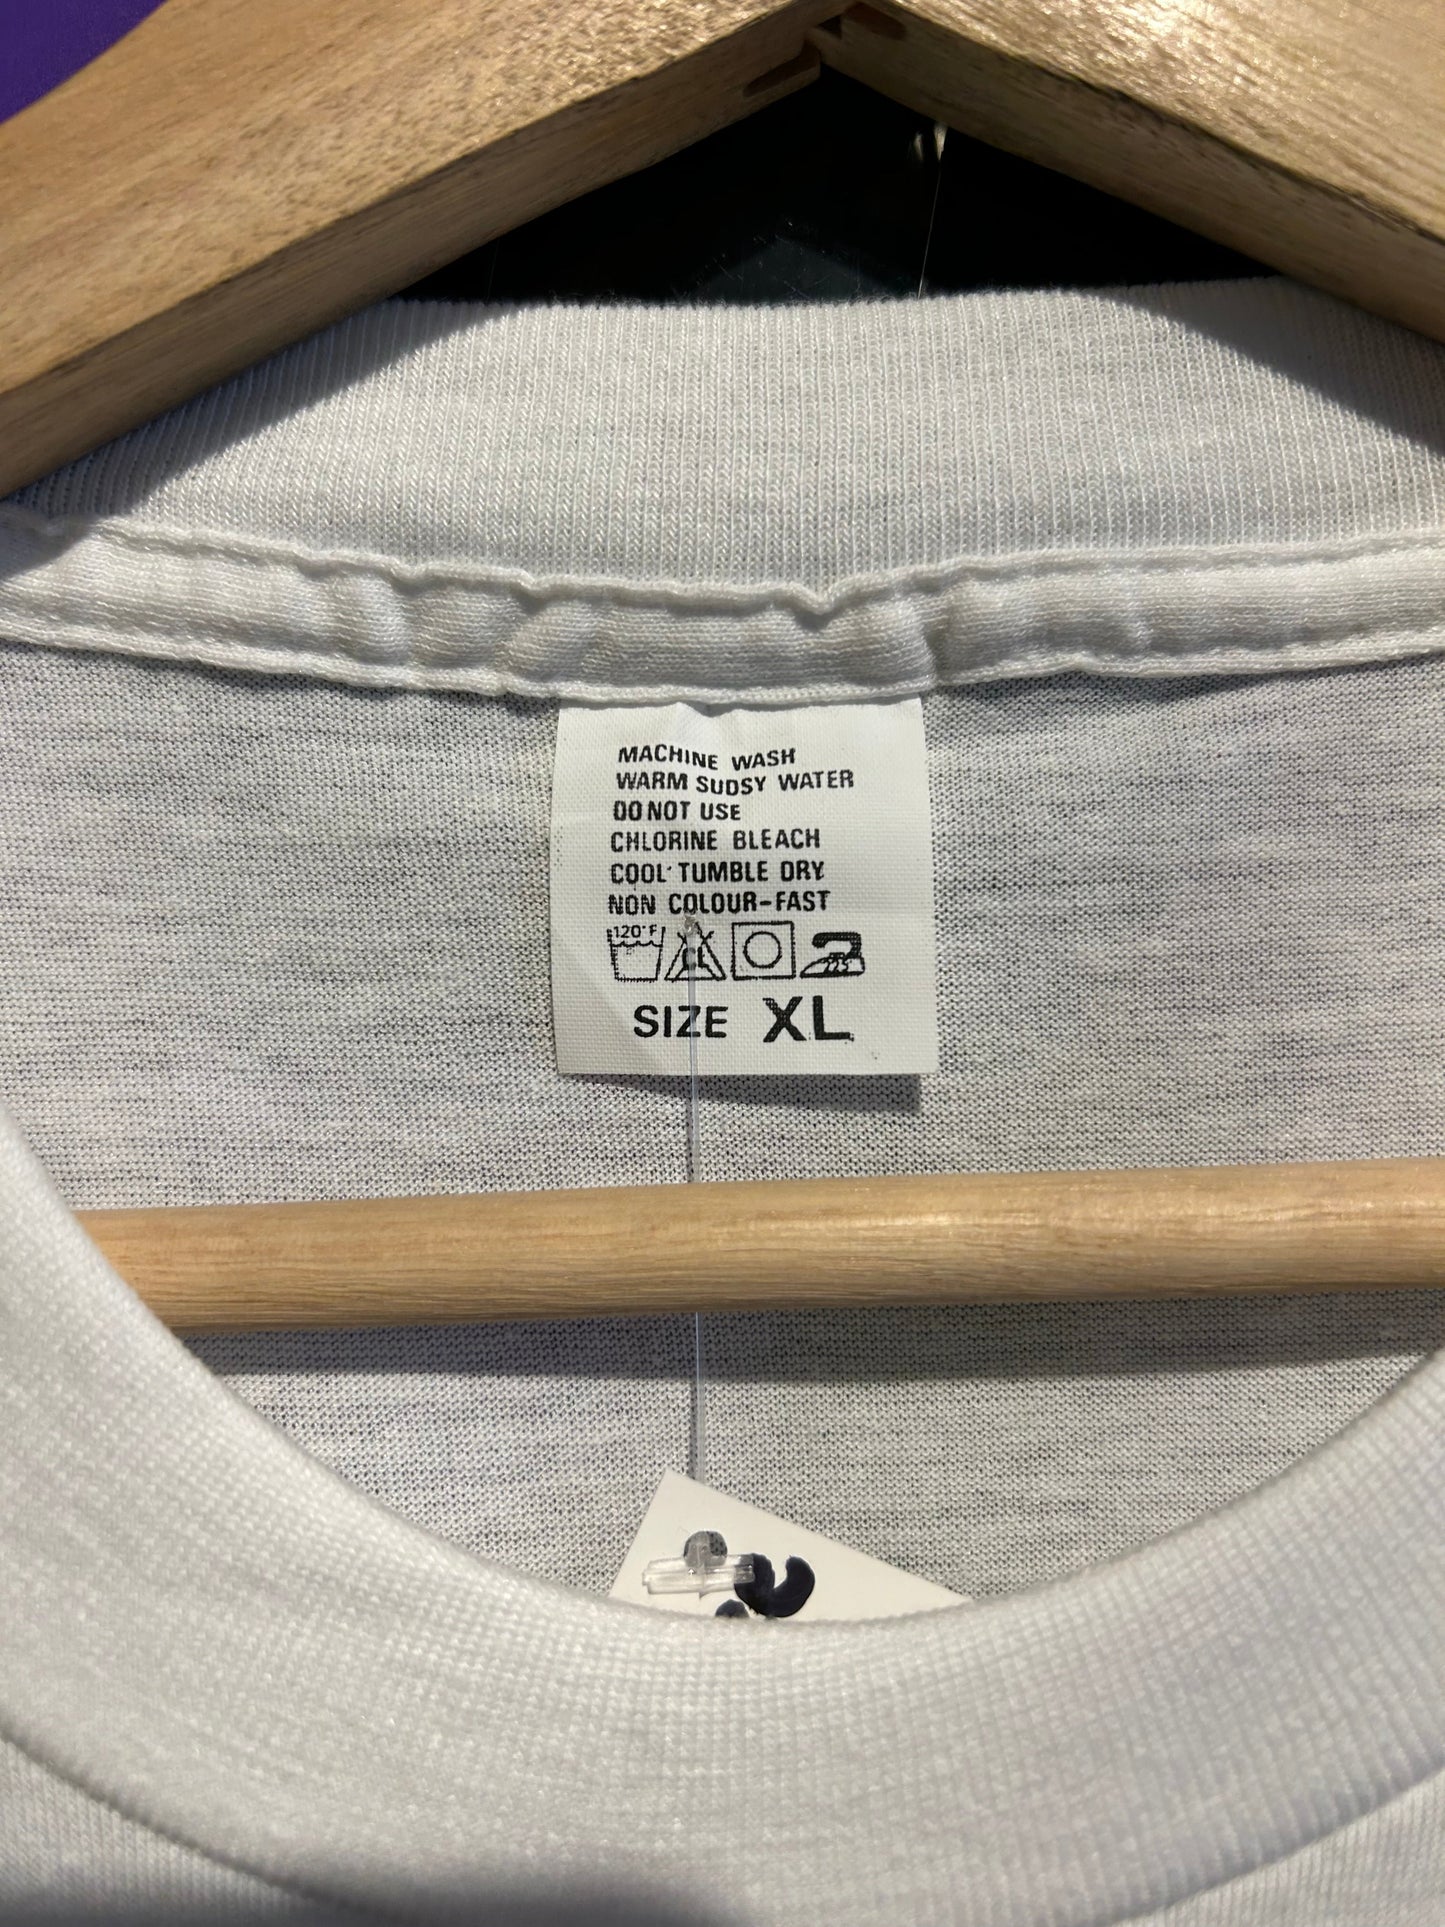 MACHINE WASH
WARM SUDSY WATER
DO NOT USE
CHLORINE BLEACH
COOL TUMBLE DRY
NON COLOUR-FAST
120°F CL
SIZE XL